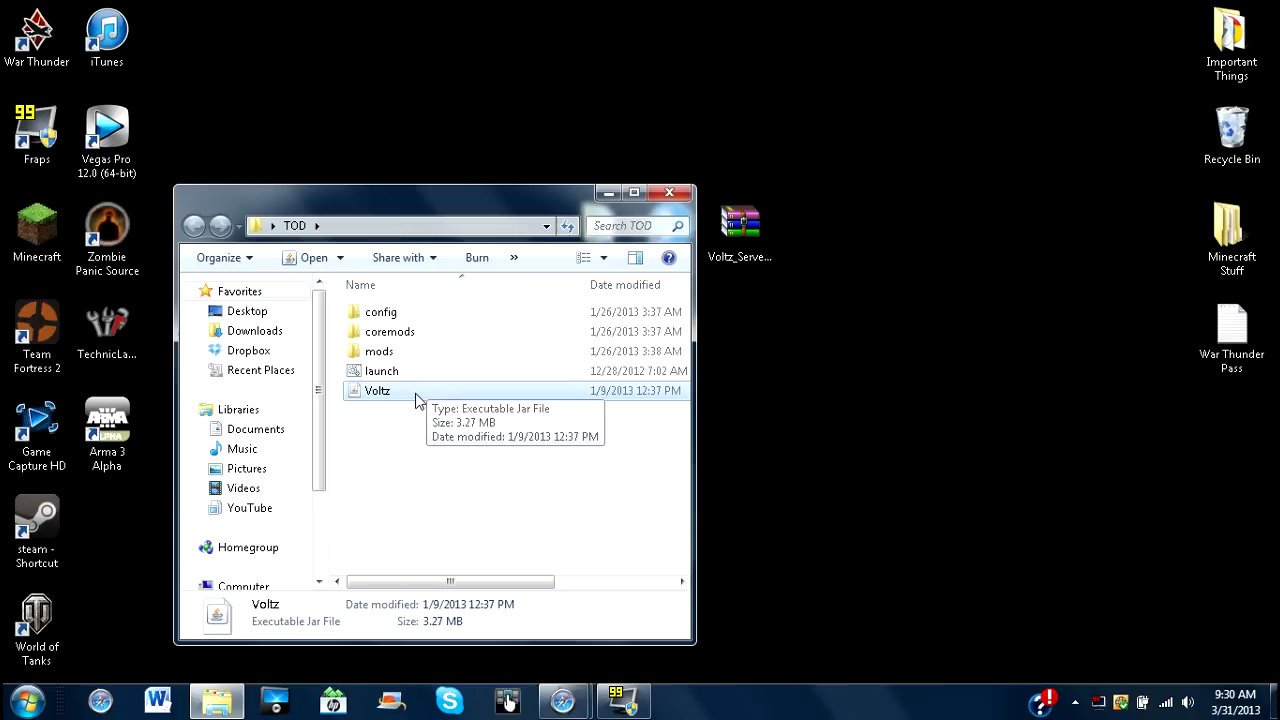 War Thunder
iTunes
99
Fraps
Vegas Pro
12.0 (64-bit)
Minecraft
Zombie
Panic Source
Team
Fortress 2
TechnicLa...
Game
Capture HD
ARMA
ALPHA
Arma 3
Alpha
steam -
Shortcut
World of
Tanks
TOD
Search TOD
Organize
Open
Share with
Burn
»
Favorites
Desktop
Downloads
Dropbox
Recent Places
Libraries
Documents
Music
Pictures
Videos
YouTube
Homegroup
Computer
Name
Date modified
config
1/26/2013 3:37 AM
coremods
1/26/2013 3:37 AM
mods
1/26/2013 3:38 AM
launch
12/28/2012 7:02 AM
Voltz
1/9/2013 12:37 PM
Type: Executable Jar File
Size: 3.27 MB
Date modified: 1/9/2013 12:37 PM
Voltz
Date modified: 1/9/2013 12:37 PM
Executable Jar File
Size: 3.27 MB
Voltz_Serve...
Important
Things
Recycle Bin
Minecraft
Stuff
War Thunder
Pass
99
9:30 AM
3/31/2013